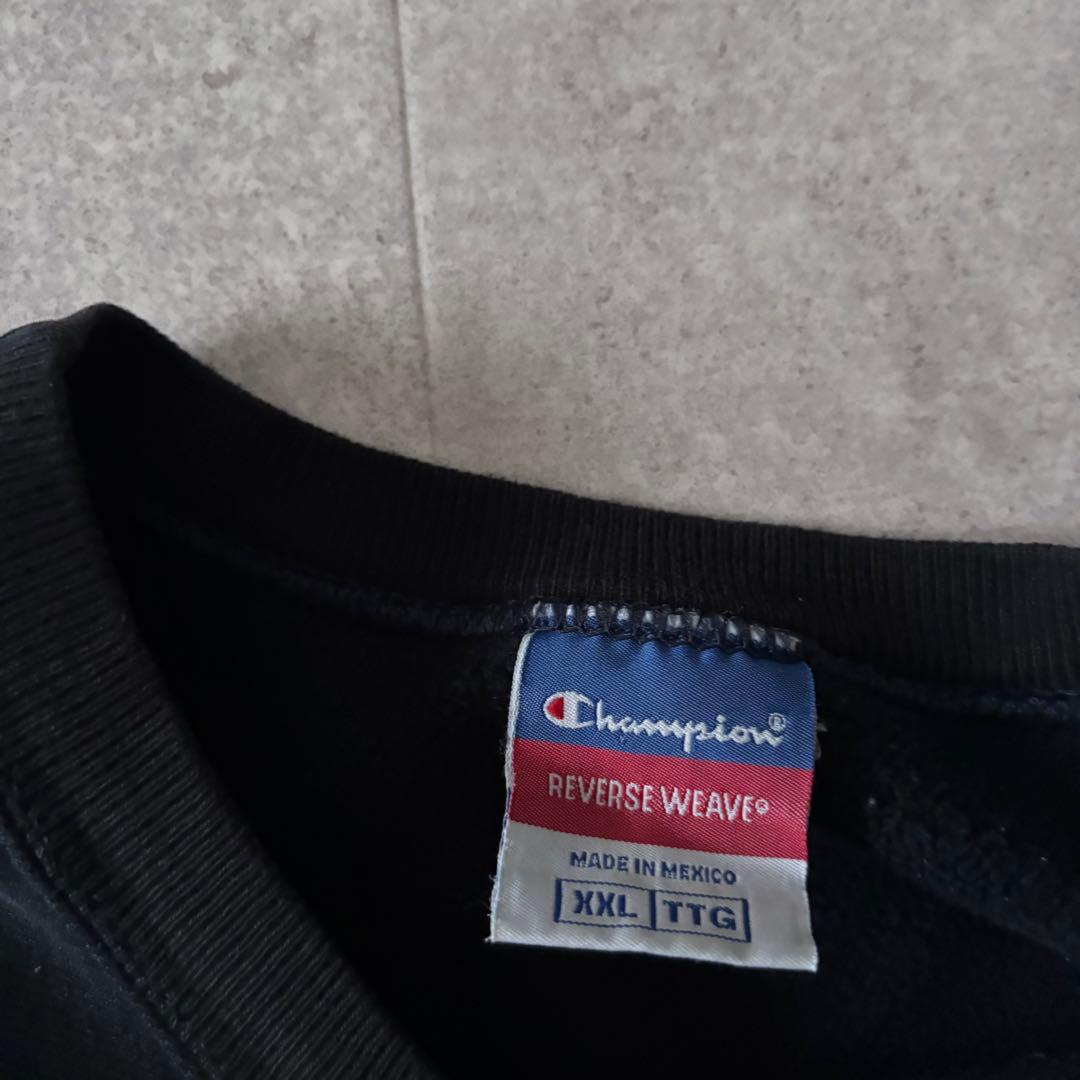 Champion®
REVERSE WEAVE®
MADE IN MEXICO
XXL TTG